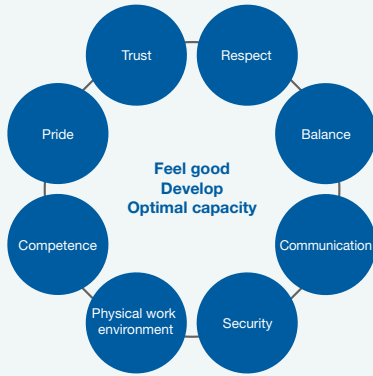 Trust
Respect
Pride
Balance
Feel good
Develop
Optimal capacity
Competence
Communication
Physical work
environment
Security